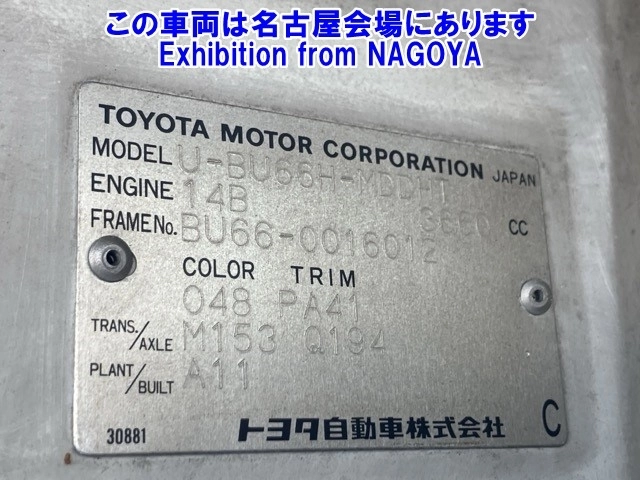 この車両は名古屋会場にあります
Exhibition from NAGOYA
TOYOTA MOTOR CORPORATION JAPAN
MODEL U-BU66H-MDDHT
ENGINE 14B 3660 CC
FRAME No. BU66-0016012
COLOR TRIM
048 PA41
TRANS./AXLE M153 Q194
PLANT/BUILT A11
30881 トヨタ自動車株式会社 C